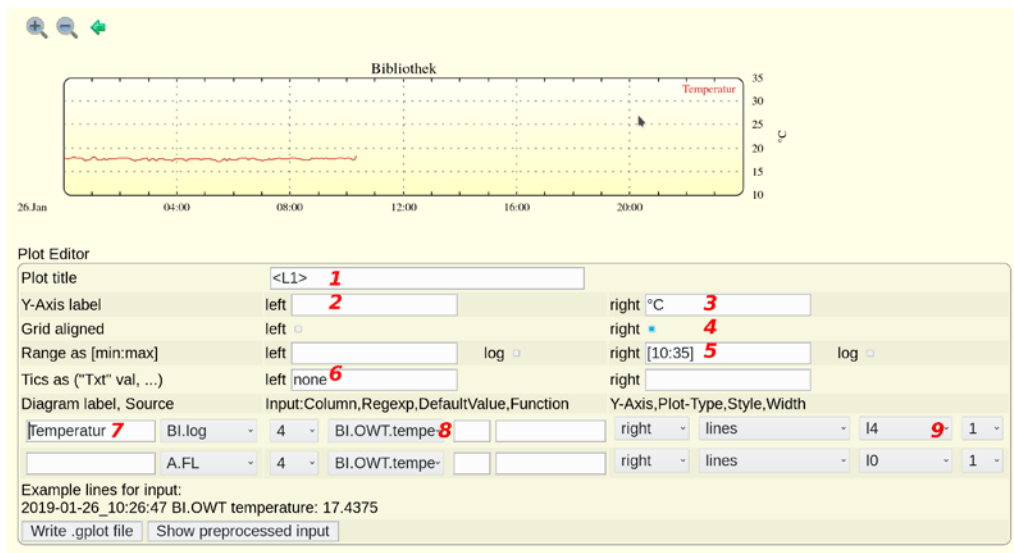 Bibliothek
Temperatur
35
30
25
20
15
10
°C
26.Jan 04:00 08:00 12:00 16:00 20:00
Plot Editor
Plot title <L1> 1
Y-Axis label left 2 right °C 3
Grid aligned left right 4
Range as [min:max] left log right [10:35] 5 log
Tics as ("Txt" val, ...) left none 6 right
Diagram label, Source Input:Column,Regexp,DefaultValue,Function Y-Axis,Plot-Type,Style,Width
Temperatur 7 BI.log 4 BI.OWT.tempe 8 right lines l4 9 1
A.FL 4 BI.OWT.tempe right lines l0 1
Example lines for input:
2019-01-26_10:26:47 BI.OWT temperature: 17.4375
Write .gplot file Show preprocessed input